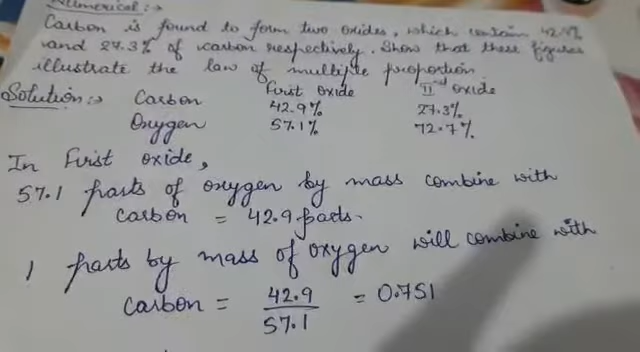 Numerical :→
Carbon is found to form two oxides, which contain 42.9%
and 27.3% of carbon respectively. Show that these figures
illustrate the law of multiple proportion
First oxide IInd oxide
Solution :→ Carbon 42.9% 27.3%
Oxygen 57.1% 72.7%
In First oxide,
57.1 parts of oxygen by mass combine with
carbon = 42.9 parts.
1 parts by mass of oxygen will combine with
carbon = 42.9 / 57.1 = 0.751